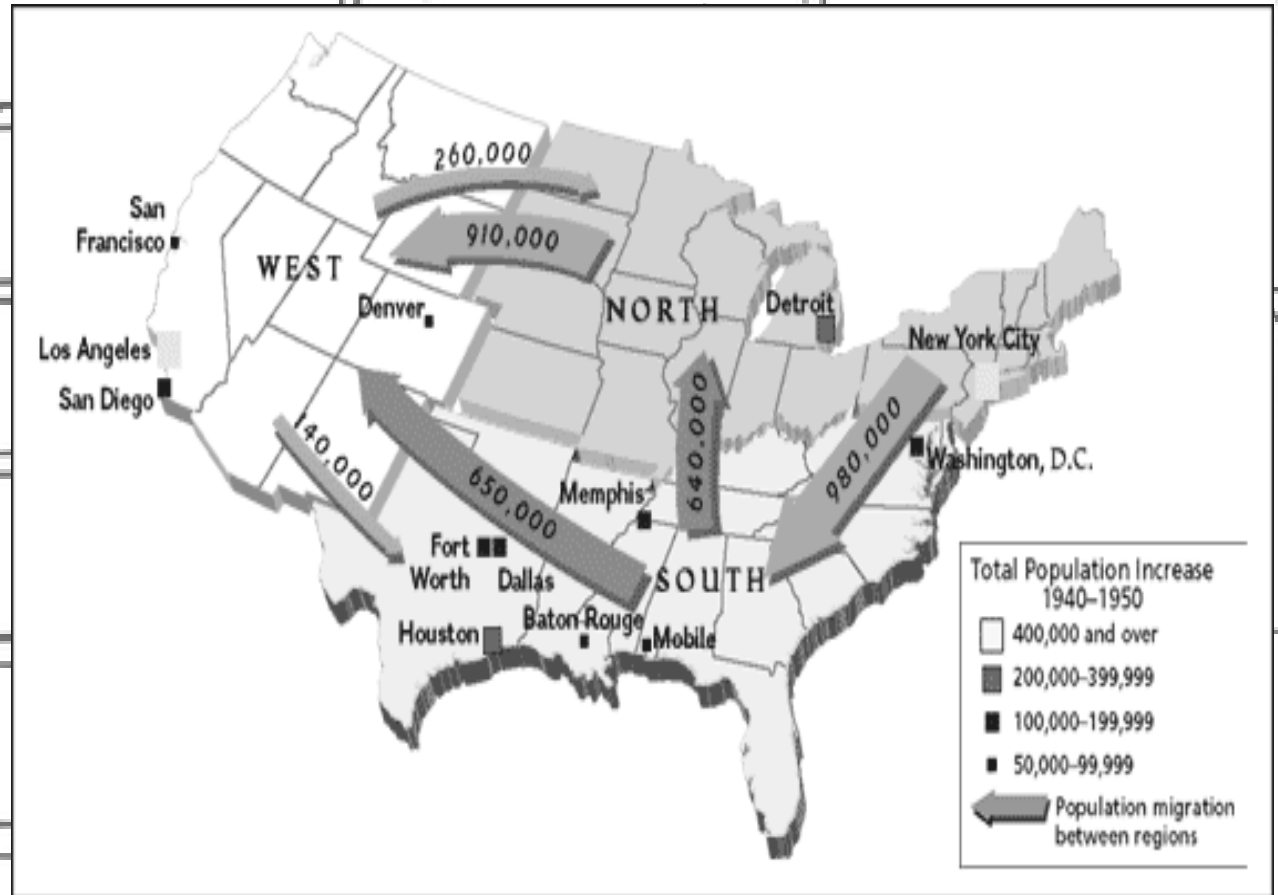 260,000
San
Francisco
910,000
WEST
Denver
NORTH
Detroit
Los Angeles
New York City
San Diego
140,000
650,000
640,000
980,000
Washington, D.C.
Memphis
Fort
Worth
Dallas
SOUTH
Baton Rouge
Houston
Mobile
Total Population Increase
1940–1950
400,000 and over
200,000–399,999
100,000–199,999
50,000–99,999
Population migration
between regions